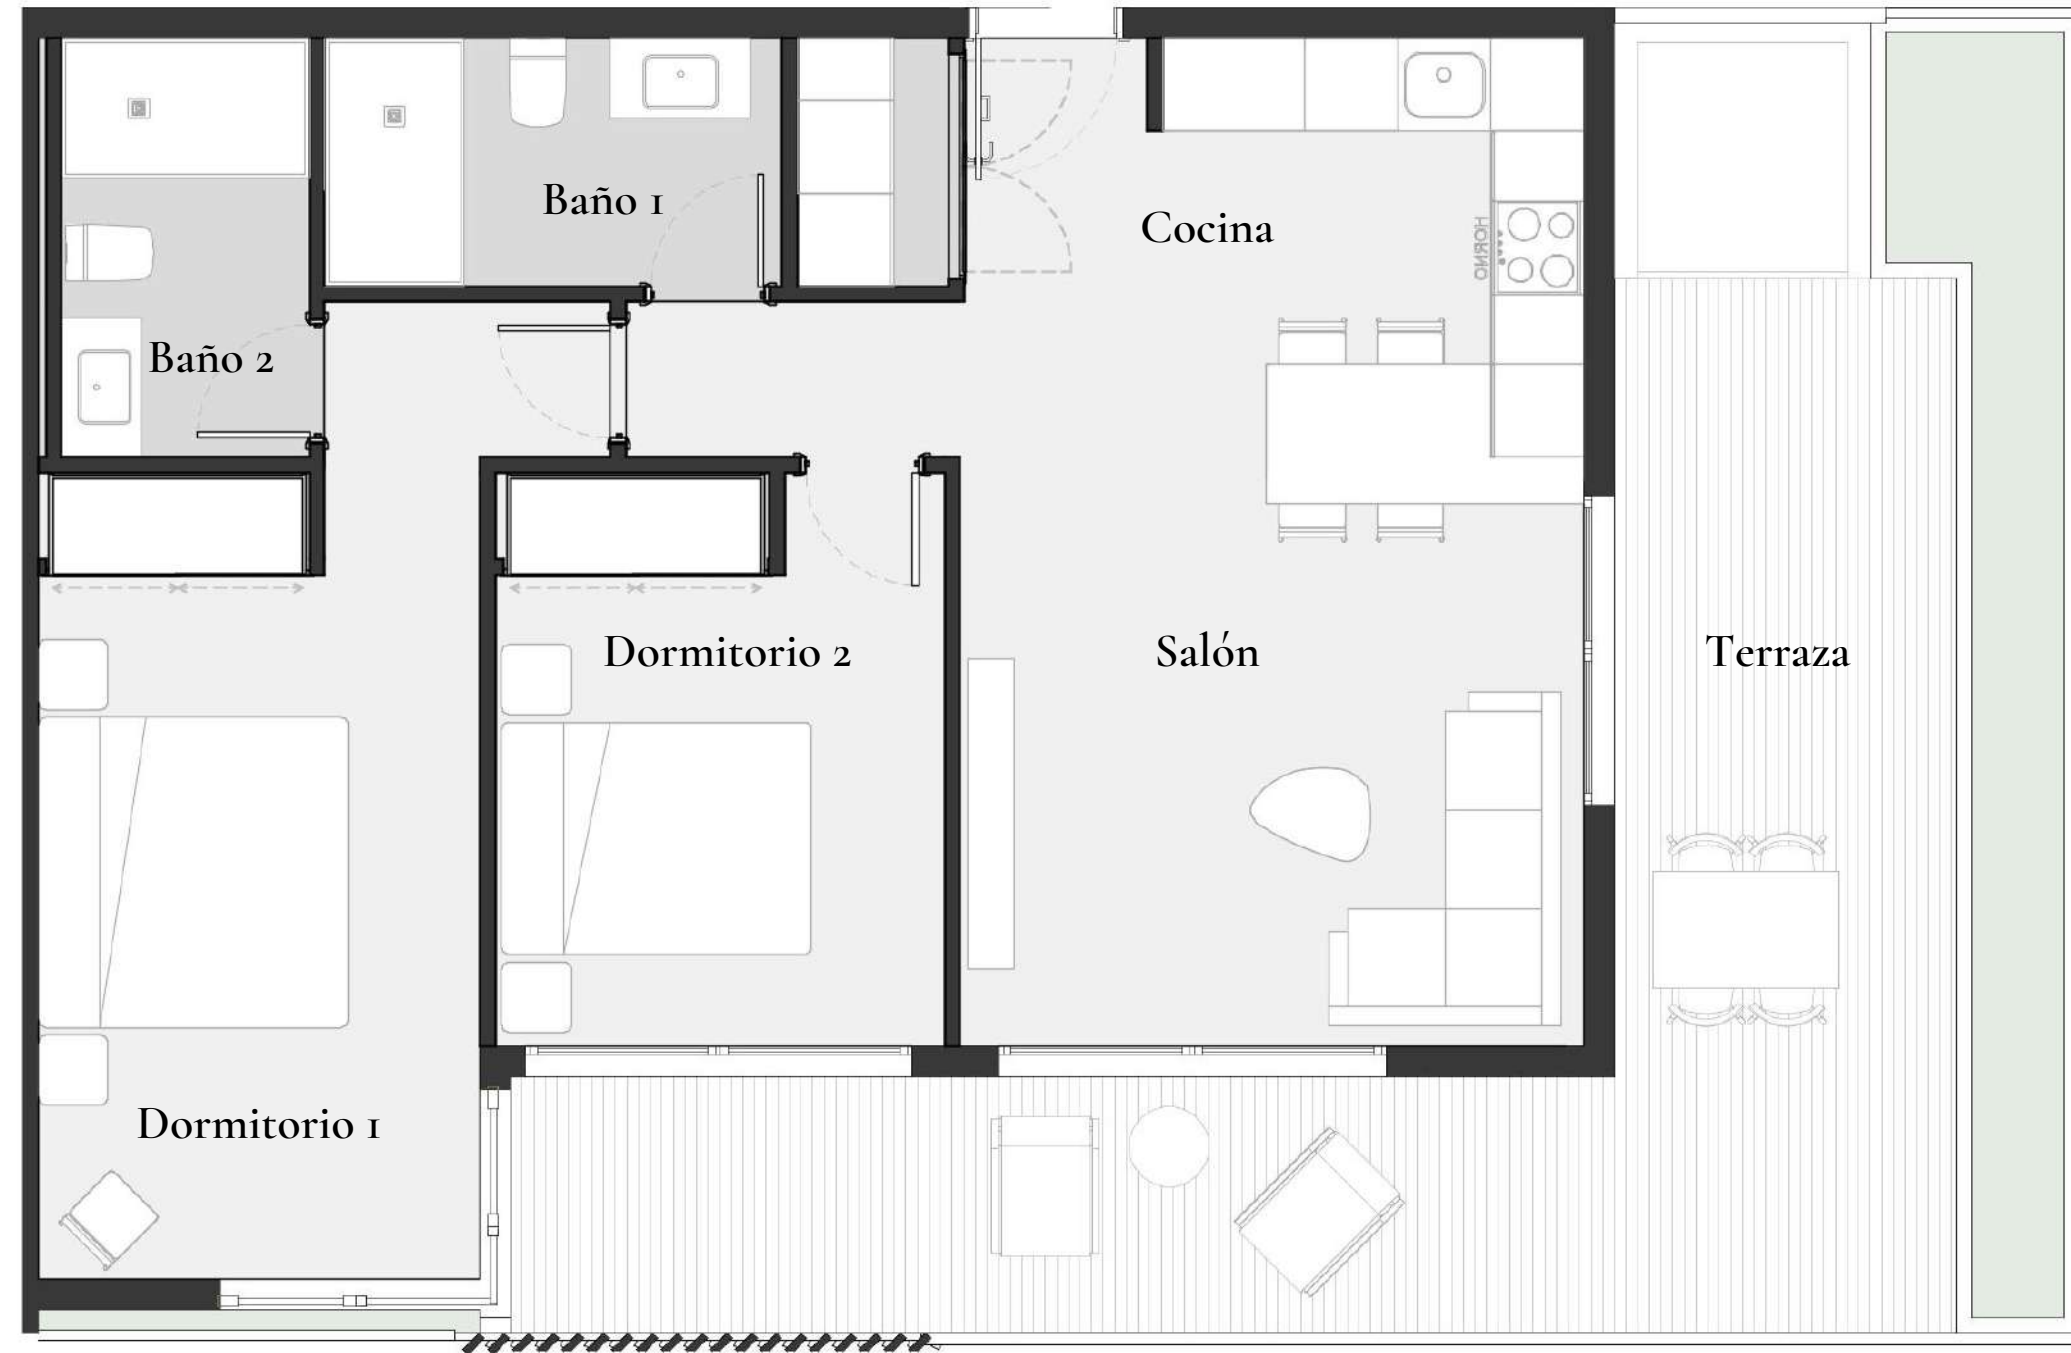 Baño 1
Cocina
HORNO
Baño 2
Dormitorio 2
Salón
Terraza
Dormitorio 1